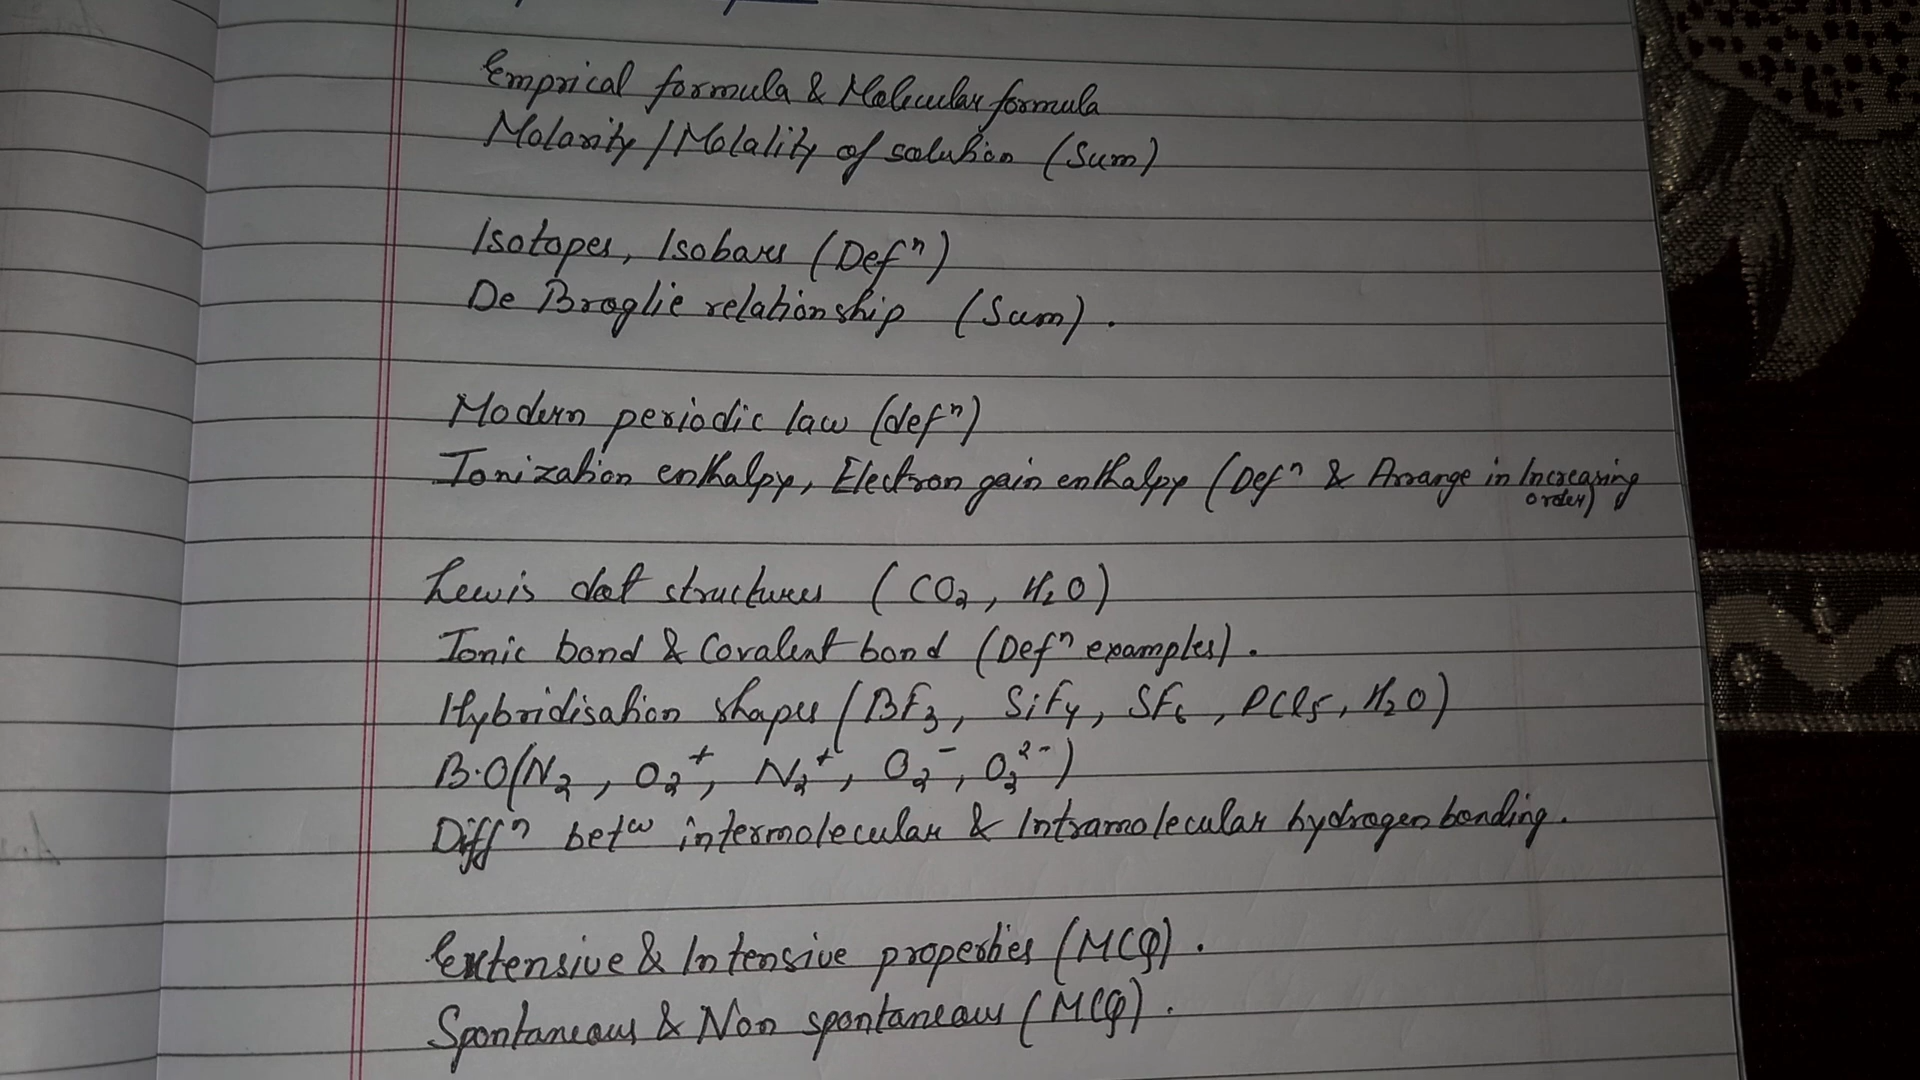 Emprical formula & Molecular formula
Molarity / Molality of solution (Sum)
Isotopes, Isobars (Defⁿ)
De Broglie relationship (Sum).
Modern periodic law (defⁿ)
Ionization enthalpy, Electron gain enthalpy (Defⁿ & Arrange in Increasing order)
Lewis dot structures (CO₂, H₂O)
Ionic bond & Covalent bond (Defⁿ examples).
Hybridisation shapes (BF₃, SiF₄, SF₆, PCl₅, H₂O)
B.O(N₂, O₂⁺, N₂⁺, O₂⁻, O₂²⁻)
Diffⁿ betʷ intermolecular & Intramolecular hydrogen bonding.
Extensive & Intensive properties (MCQ).
Spontaneous & Non spontaneous (MCQ).